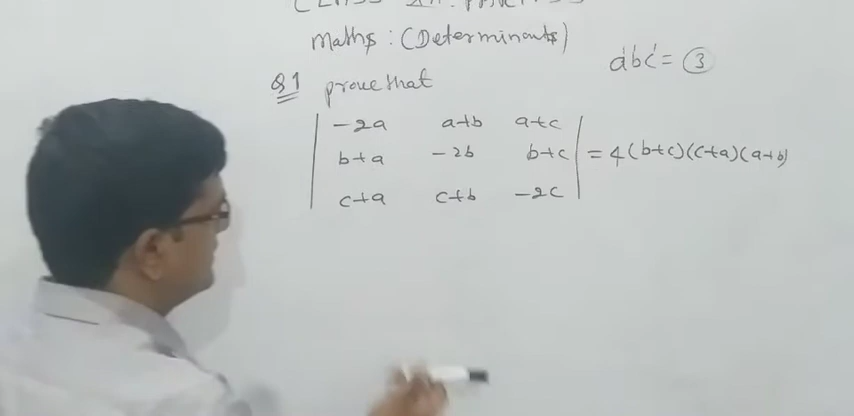 Maths : (Determinants)
a'b'c' = ③
Q1 prove that
| -2a a+b a+c |
| b+a -2b b+c | = 4(b+c)(c+a)(a+b)
| c+a c+b -2c |